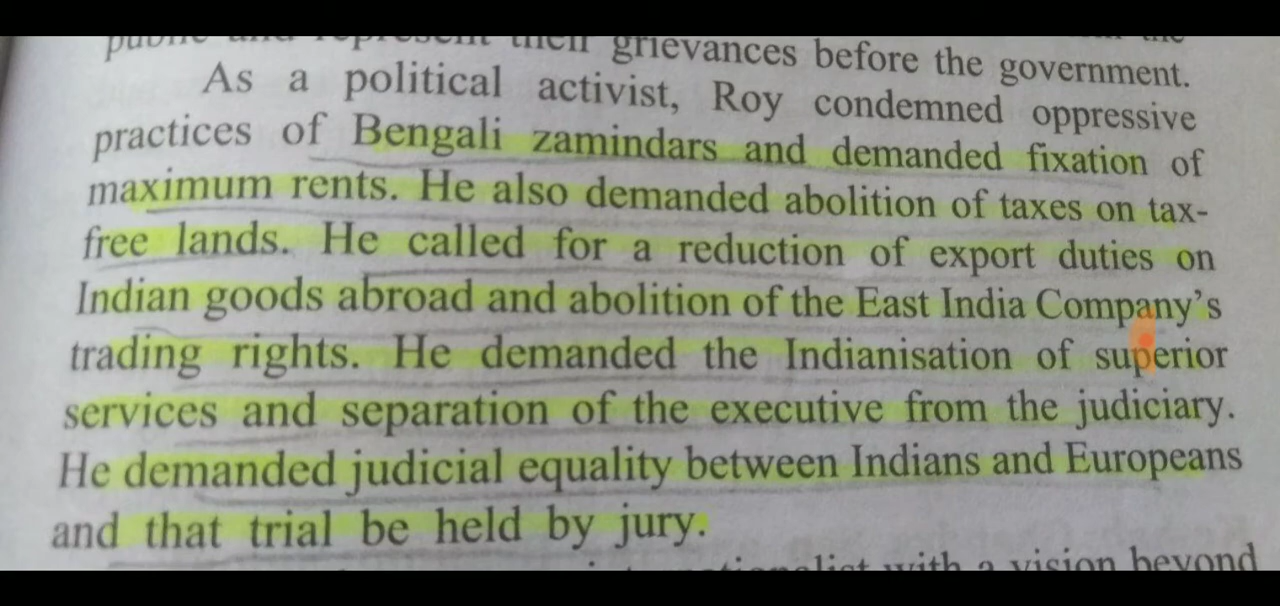 grievances before the government.
As a political activist, Roy condemned oppressive
practices of Bengali zamindars and demanded fixation of
maximum rents. He also demanded abolition of taxes on tax-
free lands. He called for a reduction of export duties on
Indian goods abroad and abolition of the East India Company's
trading rights. He demanded the Indianisation of superior
services and separation of the executive from the judiciary.
He demanded judicial equality between Indians and Europeans
and that trial be held by jury.
with a vision beyond